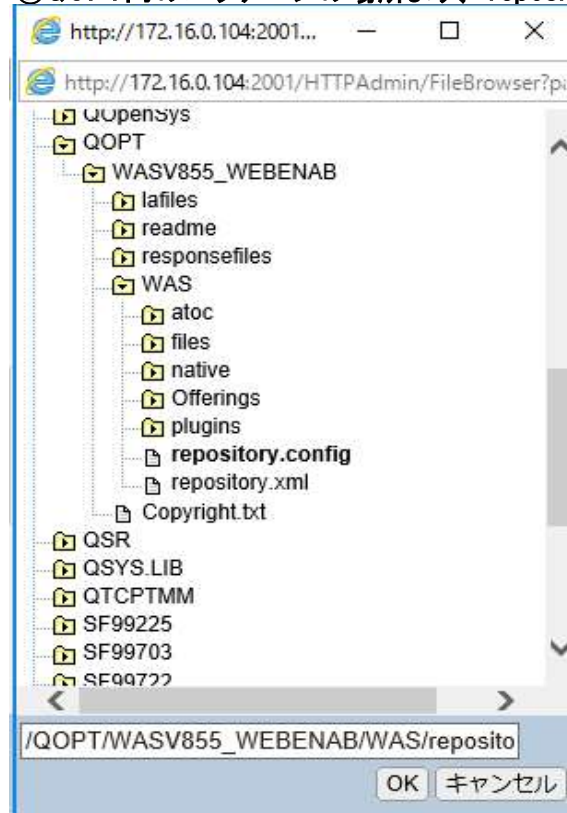 http://172.16.0.104:2001...
http://172.16.0.104:2001/HTTPAdmin/FileBrowser?pa
QOpenSys
QOPT
WASV855_WEBENAB
lafiles
readme
responsefiles
WAS
atoc
files
native
Offerings
plugins
repository.config
repository.xml
Copyright.txt
QSR
QSYS.LIB
QTCPTMM
SF99225
SF99703
SF99722
/QOPT/WASV855_WEBENAB/WAS/reposito
OK キャンセル